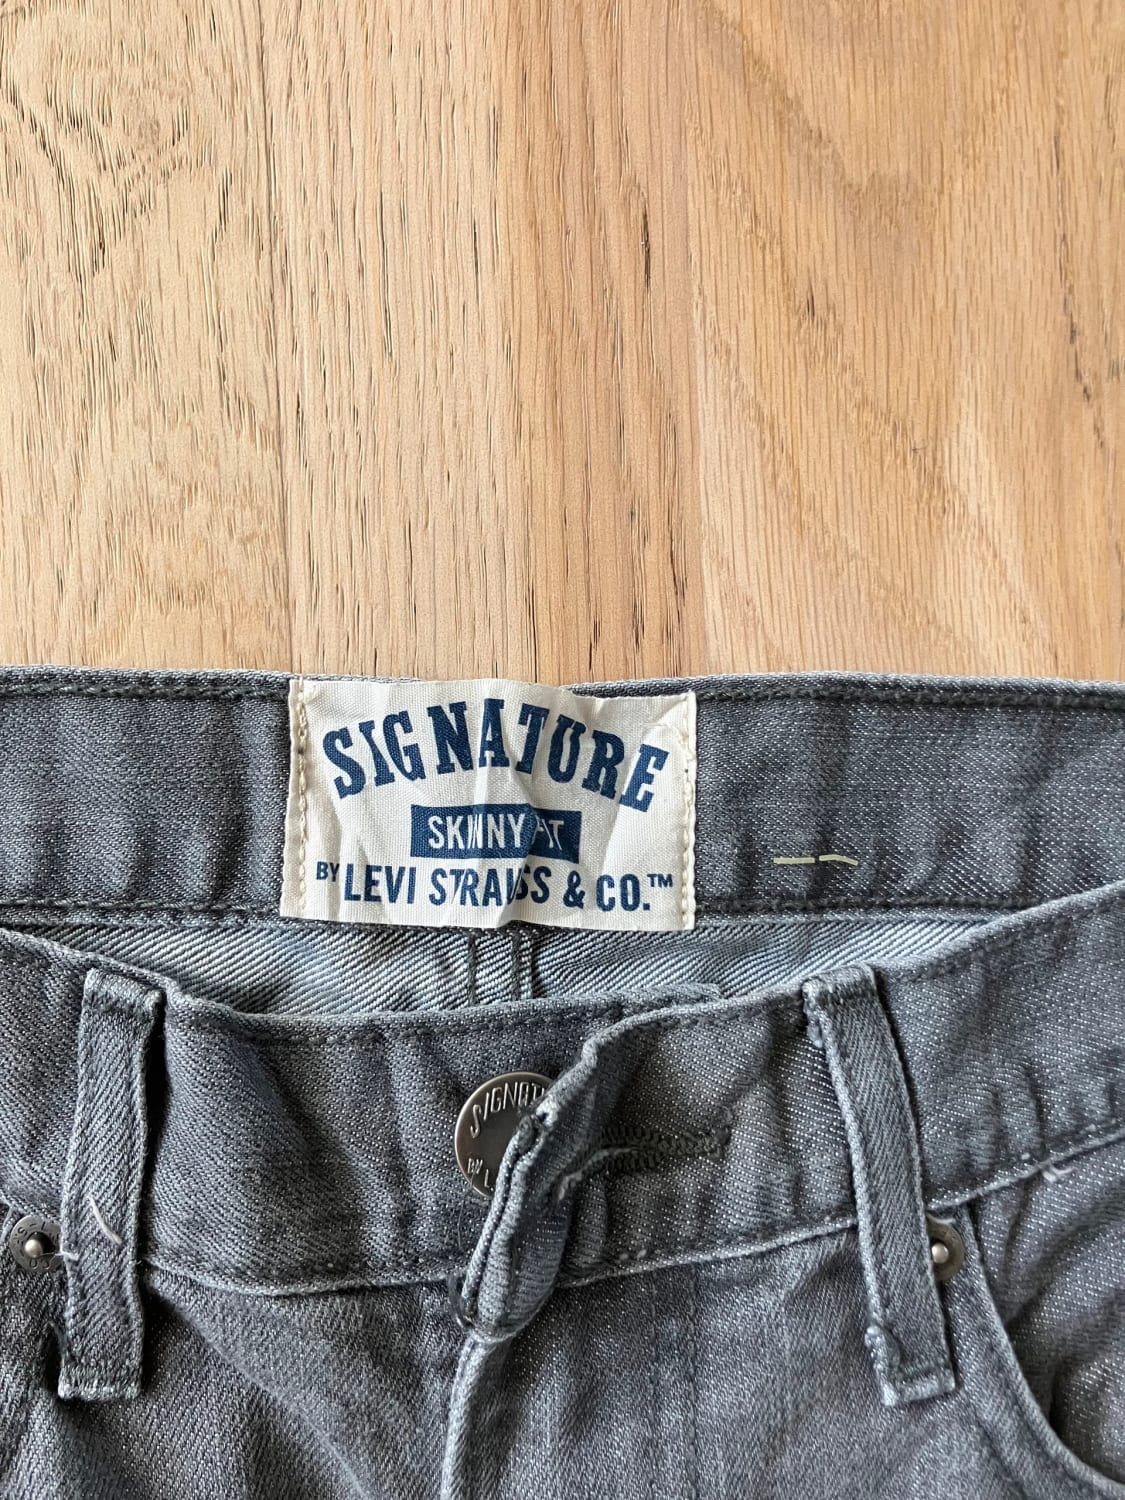 SIGNATURE
SKINNY FIT
BY LEVI STRAUSS & CO.™